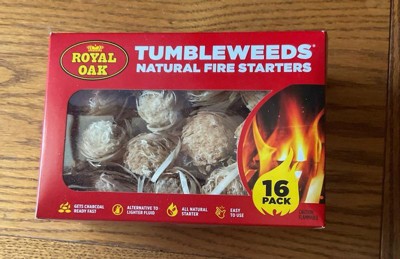 ROYAL
OAK
TUMBLEWEEDS®
NATURAL FIRE STARTERS
16
PACK
GETS CHARCOAL
READY FAST
ALTERNATIVE TO
LIGHTER FLUID
ALL NATURAL
STARTER
EASY
TO USE